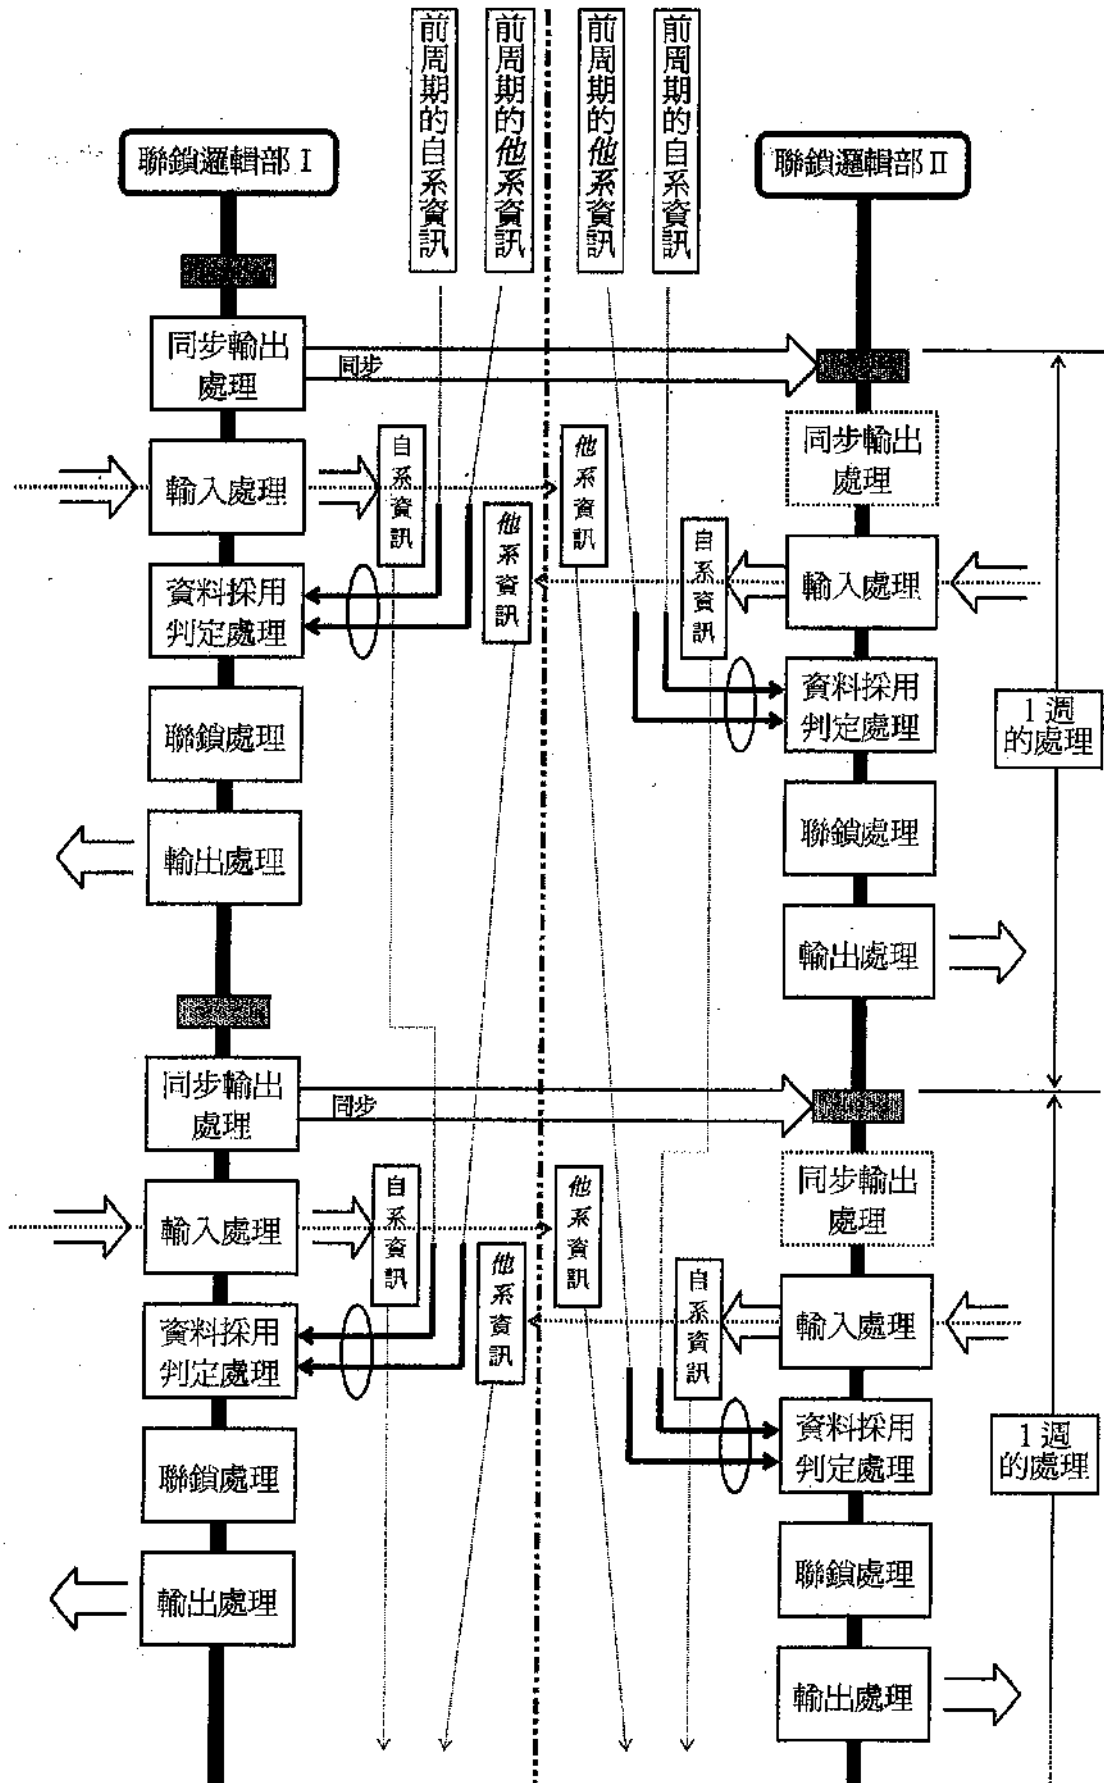 前周期的自系資訊
前周期的他系資訊
前周期的他系資訊
前周期的自系資訊
聯鎖邏輯部 I
聯鎖邏輯部 II
同步輸出
處理
同步
同步輸出
處理
輸入處理
自系資訊
他系資訊
他系資訊
自系資訊
輸入處理
資料採用
判定處理
資料採用
判定處理
1 週
的處理
聯鎖處理
聯鎖處理
輸出處理
輸出處理
同步輸出
處理
同步
同步輸出
處理
輸入處理
自系資訊
他系資訊
他系資訊
自系資訊
輸入處理
資料採用
判定處理
資料採用
判定處理
1 週
的處理
聯鎖處理
聯鎖處理
輸出處理
輸出處理